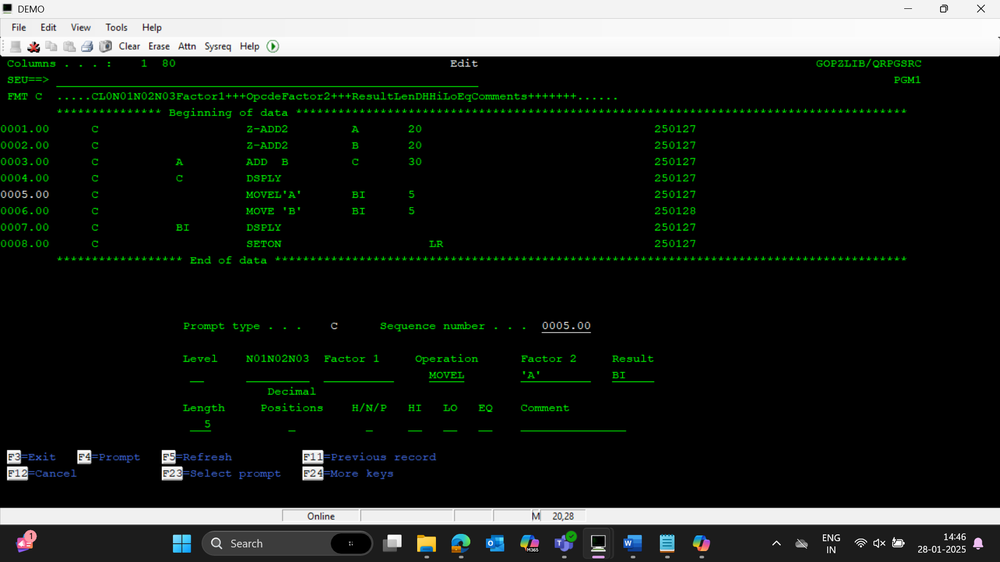 DEMO
File Edit View Tools Help
Clear Erase Attn Sysreq Help
Columns . . . :    1  80                                       Edit                                                GOPZLIB/QRPGSRC
SEU==>                                                                                                                        PGM1
FMT C  .....CL0N01N02N03Factor1+++OpcdeFactor2+++ResultLenDHHiLoEqComments+++++++......
*************** Beginning of data ***************************************************************************************
0001.00      C                     Z-ADD2         A       20                                 250127
0002.00      C                     Z-ADD2         B       20                                 250127
0003.00      C           A         ADD  B         C       30                                 250127
0004.00      C           C         DSPLY                                                     250127
0005.00      C                     MOVEL'A'       BI      5                                  250127
0006.00      C                     MOVE 'B'       BI      5                                  250128
0007.00      C           BI        DSPLY                                                     250127
0008.00      C                     SETON                     LR                              250127
****************** End of data ******************************************************************************************
Prompt type . . .    C      Sequence number . . .  0005.00
Level    N01N02N03  Factor 1     Operation      Factor 2     Result
MOVEL        'A'          BI
Decimal
Length     Positions    H/N/P   HI   LO   EQ    Comment
5
F3=Exit   F4=Prompt   F5=Refresh          F11=Previous record
F12=Cancel            F23=Select prompt   F24=More keys
Online M 20,28
1
Search
M365
ENG
IN
14:46
28-01-2025